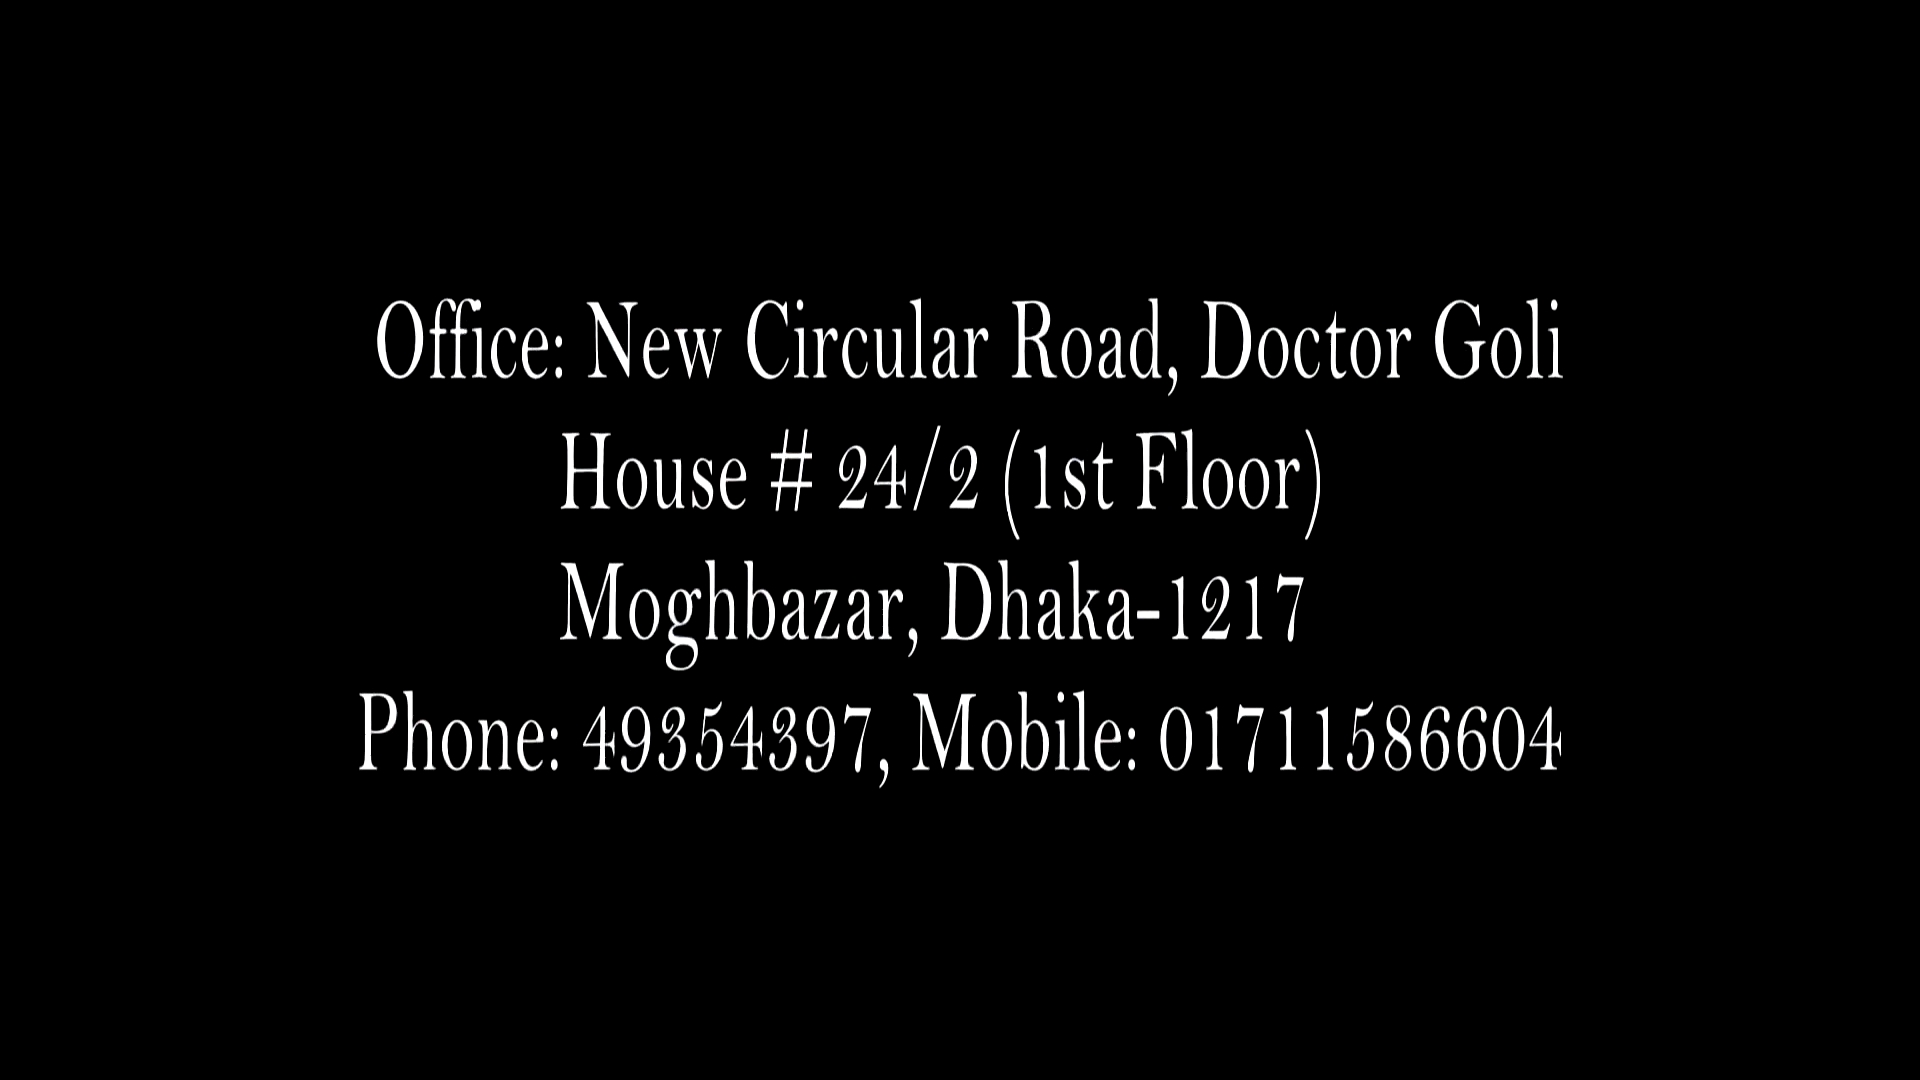 Office: New Circular Road, Doctor Goli
House # 24/2 (1st Floor)
Moghbazar, Dhaka-1217
Phone: 49354397, Mobile: 01711586604